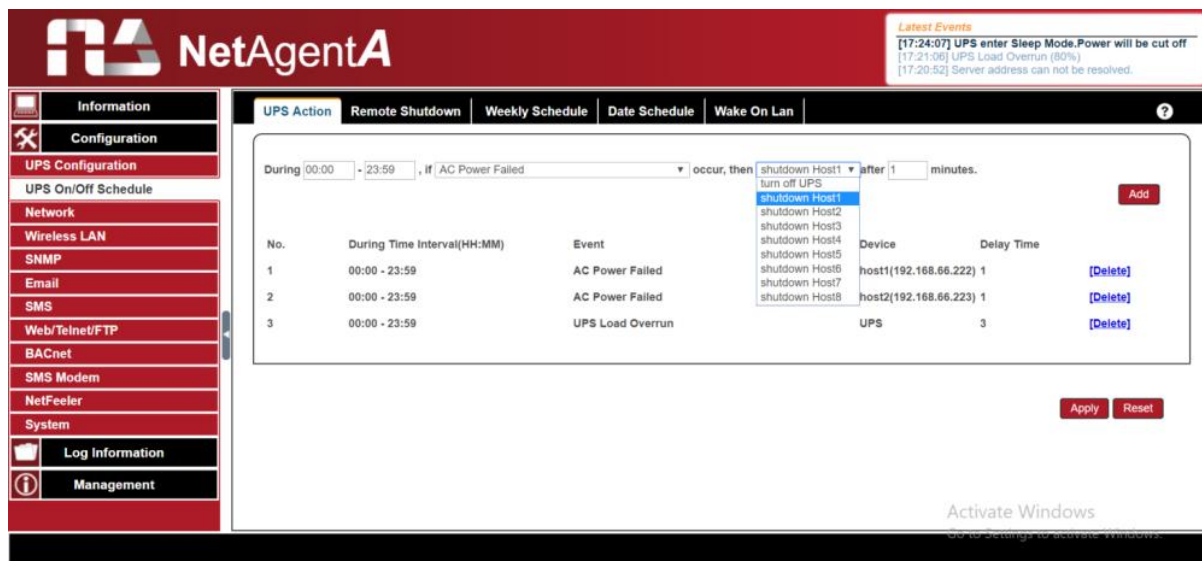 NetAgentA
Latest Events
[17:24:07] UPS enter Sleep Mode.Power will be cut off
[17:21:06] UPS Load Overrun (80%)
[17:20:52] Server address can not be resolved.
Information
Configuration
UPS Configuration
UPS On/Off Schedule
Network
Wireless LAN
SNMP
Email
SMS
Web/Telnet/FTP
BACnet
SMS Modem
NetFeeler
System
Log Information
Management
UPS Action Remote Shutdown Weekly Schedule Date Schedule Wake On Lan ?
During 00:00 - 23:59 , if AC Power Failed occur, then shutdown Host1 after 1 minutes.
turn off UPS
shutdown Host1
shutdown Host2
shutdown Host3
shutdown Host4
shutdown Host5
shutdown Host6
shutdown Host7
shutdown Host8
Add
No. During Time Interval(HH:MM) Event Device Delay Time
1 00:00 - 23:59 AC Power Failed host1(192.168.66.222) 1 [Delete]
2 00:00 - 23:59 AC Power Failed host2(192.168.66.223) 1 [Delete]
3 00:00 - 23:59 UPS Load Overrun UPS 3 [Delete]
Apply Reset
Activate Windows
Go to Settings to activate Windows.